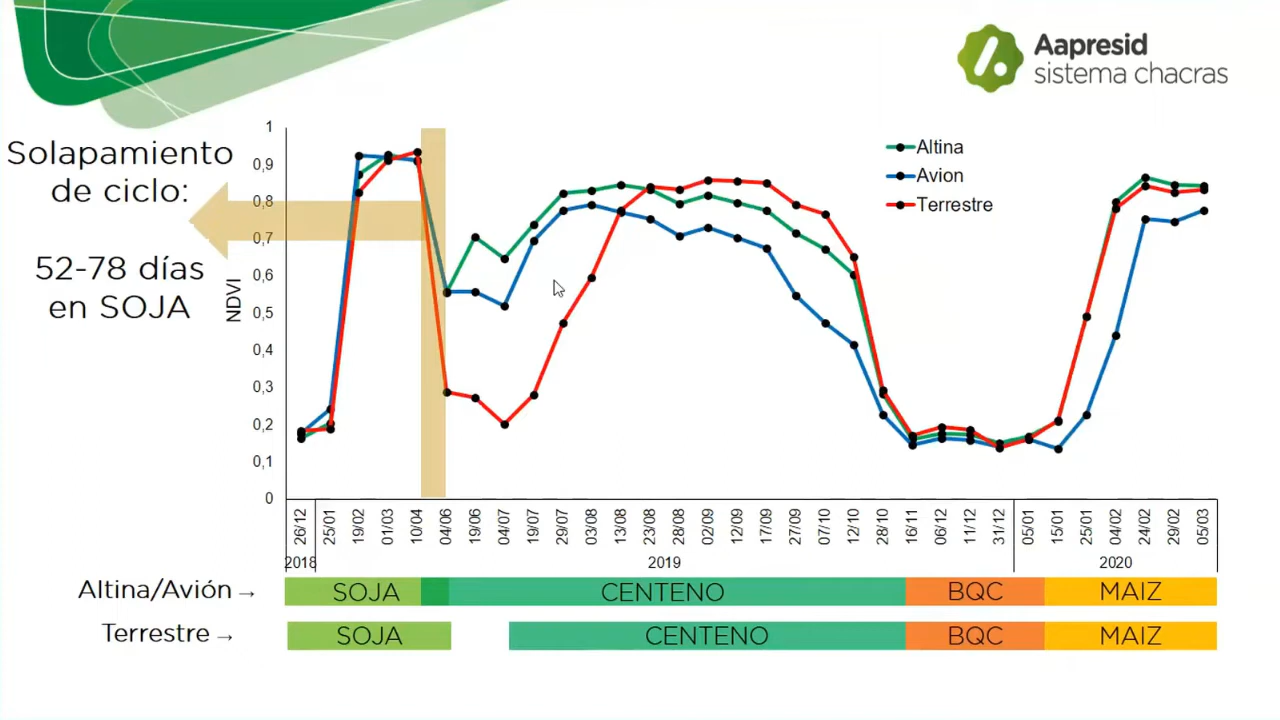 Aapresid
sistema chacras
Solapamiento
de ciclo:
52-78 días
en SOJA
NDVI
1
0,9
0,8
0,7
0,6
0,5
0,4
0,3
0,2
0,1
0
Altina
Avion
Terrestre
26/12 25/01 19/02 01/03 10/04 04/06 19/06 04/07 19/07 29/07 03/08 13/08 23/08 28/08 02/09 12/09 17/09 27/09 07/10 12/10 28/10 16/11 06/12 11/12 31/12 05/01 15/01 25/01 04/02 24/02 29/02 05/03
2018 2019 2020
Altina/Avión → SOJA CENTENO BQC MAIZ
Terrestre → SOJA CENTENO BQC MAIZ